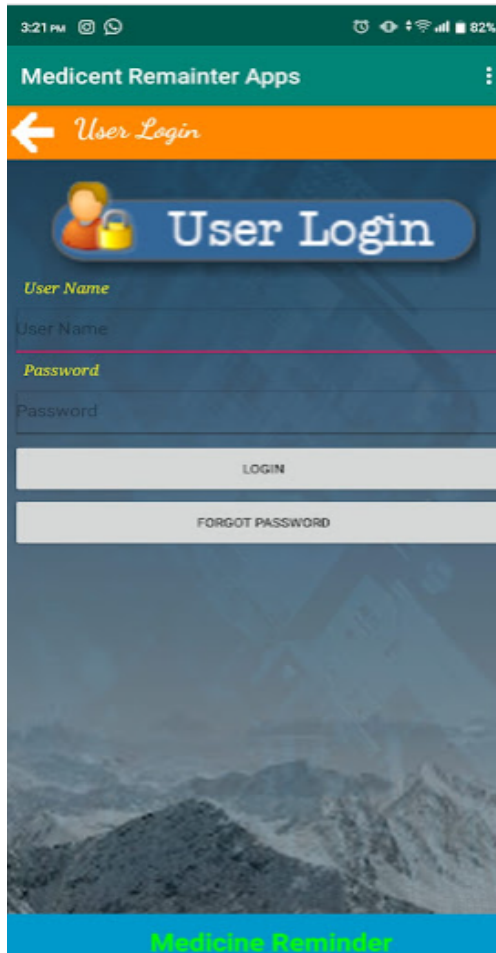 3:21 PM 82%
Medicent Remainter Apps
User Login
User Login
User Name
User Name
Password
Password
LOGIN
FORGOT PASSWORD
Medicine Reminder